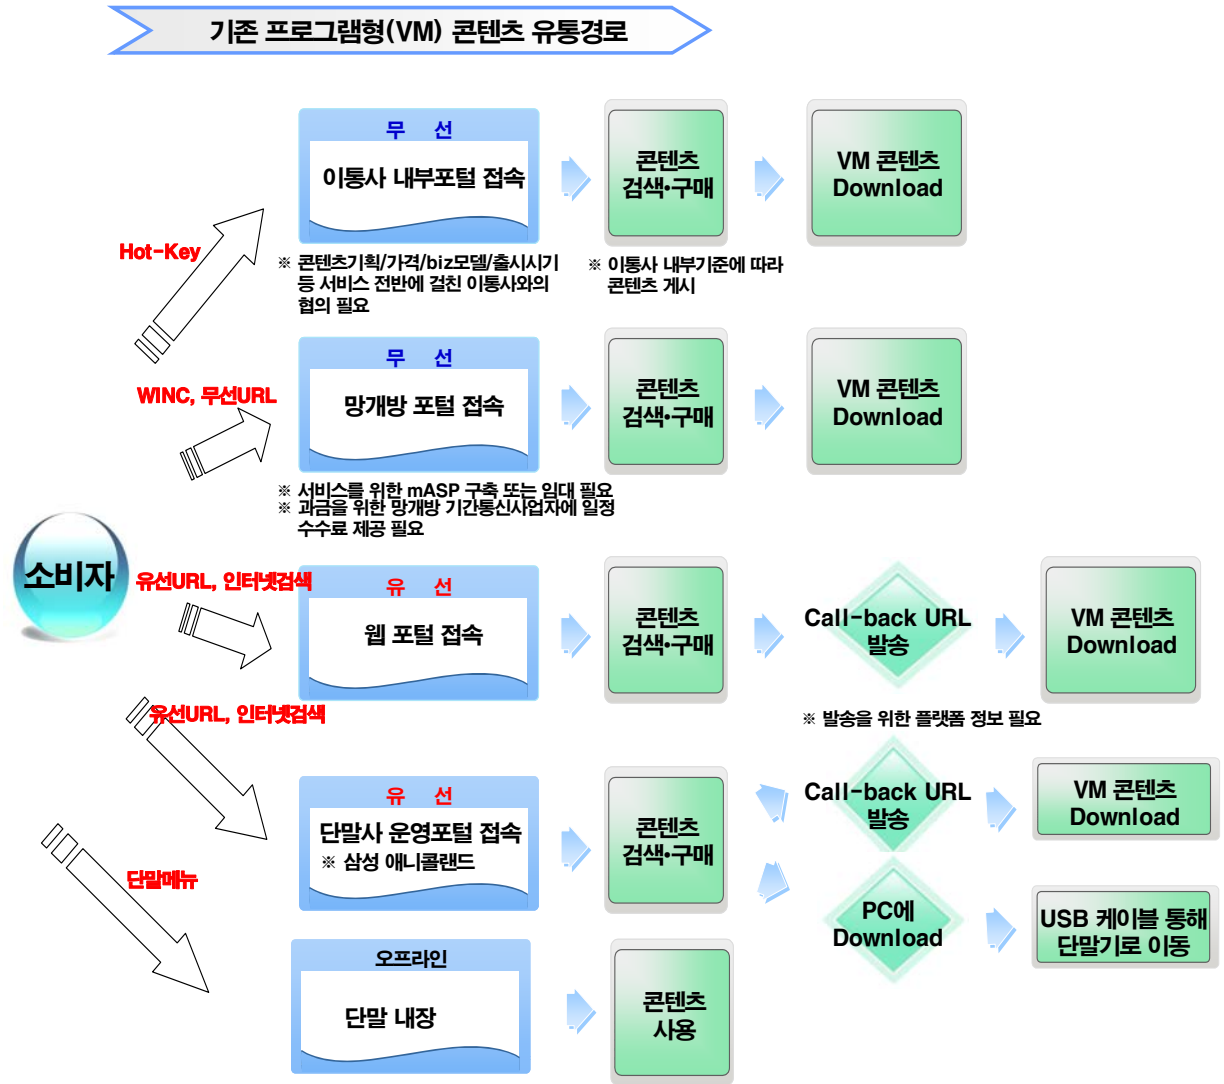 기존 프로그램형(VM) 콘텐츠 유통경로
무 선
이통사 내부포털 접속
콘텐츠
검색•구매
VM 콘텐츠
Download
Hot-Key
※ 콘텐츠기획/가격/biz모델/출시시기
등 서비스 전반에 걸친 이통사와의
협의 필요
※ 이통사 내부기준에 따라
콘텐츠 게시
무 선
망개방 포털 접속
콘텐츠
검색•구매
VM 콘텐츠
Download
WINC, 무선URL
※ 서비스를 위한 mASP 구축 또는 임대 필요
※ 과금을 위한 망개방 기간통신사업자에 일정
수수료 제공 필요
소비자
유선URL, 인터넷검색
유 선
웹 포털 접속
콘텐츠
검색•구매
Call-back URL
발송
VM 콘텐츠
Download
※ 발송을 위한 플랫폼 정보 필요
유선URL, 인터넷검색
유 선
단말사 운영포털 접속
※ 삼성 애니콜랜드
콘텐츠
검색•구매
Call-back URL
발송
VM 콘텐츠
Download
PC에
Download
USB 케이블 통해
단말기로 이동
단말메뉴
오프라인
단말 내장
콘텐츠
사용